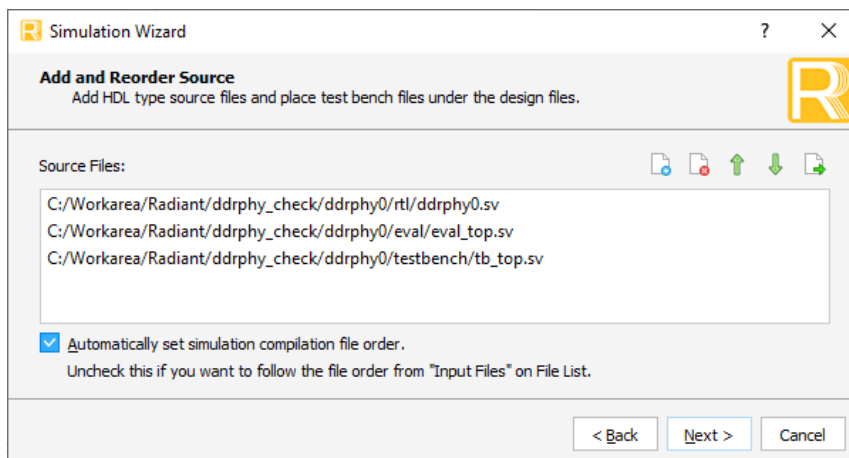 R Simulation Wizard ? ×
Add and Reorder Source
Add HDL type source files and place test bench files under the design files.
R
Source Files:
C:/Workarea/Radiant/ddrphy_check/ddrphy0/rtl/ddrphy0.sv
C:/Workarea/Radiant/ddrphy_check/ddrphy0/eval/eval_top.sv
C:/Workarea/Radiant/ddrphy_check/ddrphy0/testbench/tb_top.sv
Automatically set simulation compilation file order.
Uncheck this if you want to follow the file order from "Input Files" on File List.
< Back Next > Cancel